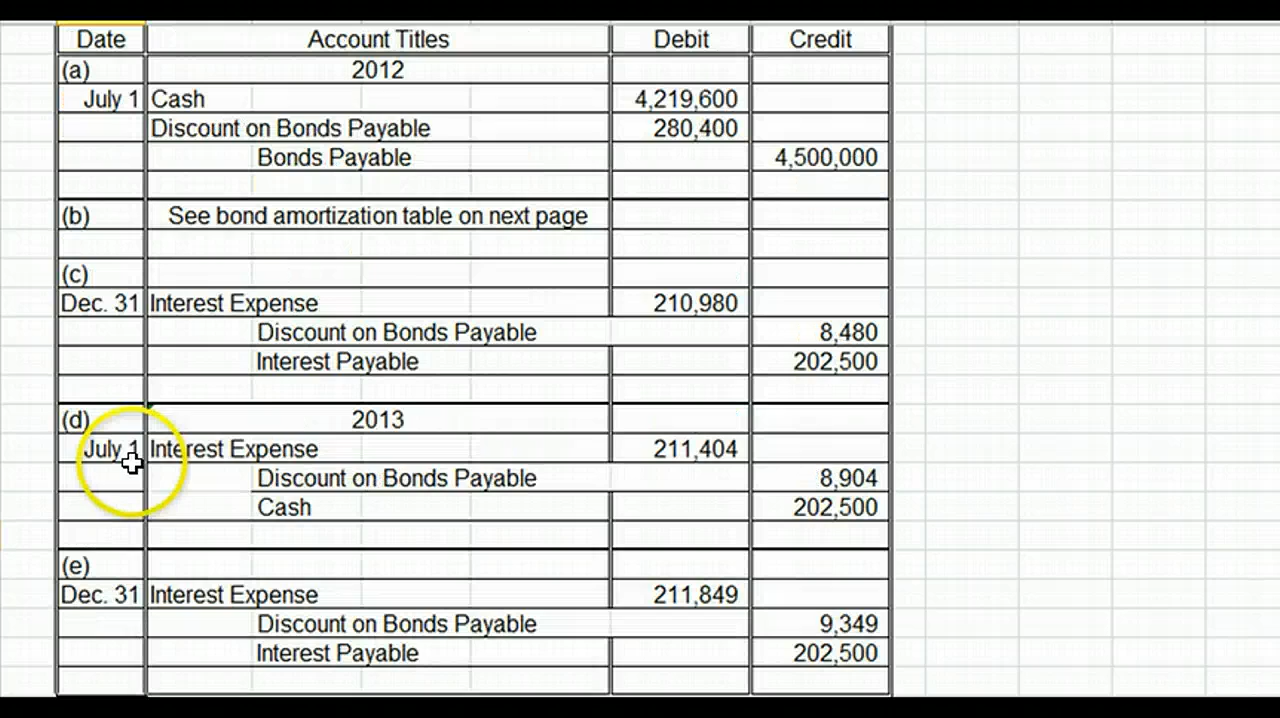 Date Account Titles Debit Credit
(a) 2012
July 1 Cash 4,219,600
Discount on Bonds Payable 280,400
Bonds Payable 4,500,000
(b) See bond amortization table on next page
(c)
Dec. 31 Interest Expense 210,980
Discount on Bonds Payable 8,480
Interest Payable 202,500
(d) 2013
July 1 Interest Expense 211,404
Discount on Bonds Payable 8,904
Cash 202,500
(e)
Dec. 31 Interest Expense 211,849
Discount on Bonds Payable 9,349
Interest Payable 202,500